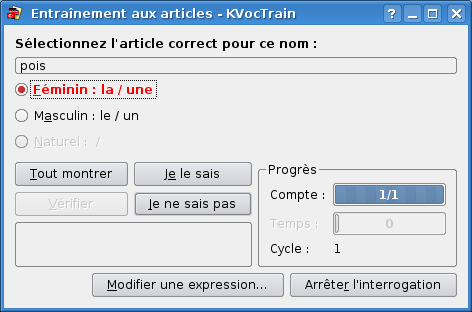 Entraînement aux articles - KVocTrain
Sélectionnez l'article correct pour ce nom :
pois
Féminin : la / une
Masculin : le / un
Naturel : /
Tout montrer
Je le sais
Vérifier
Je ne sais pas
Progrès
Compte : 1/1
Temps : 0
Cycle : 1
Modifier une expression...
Arrêter l'interrogation